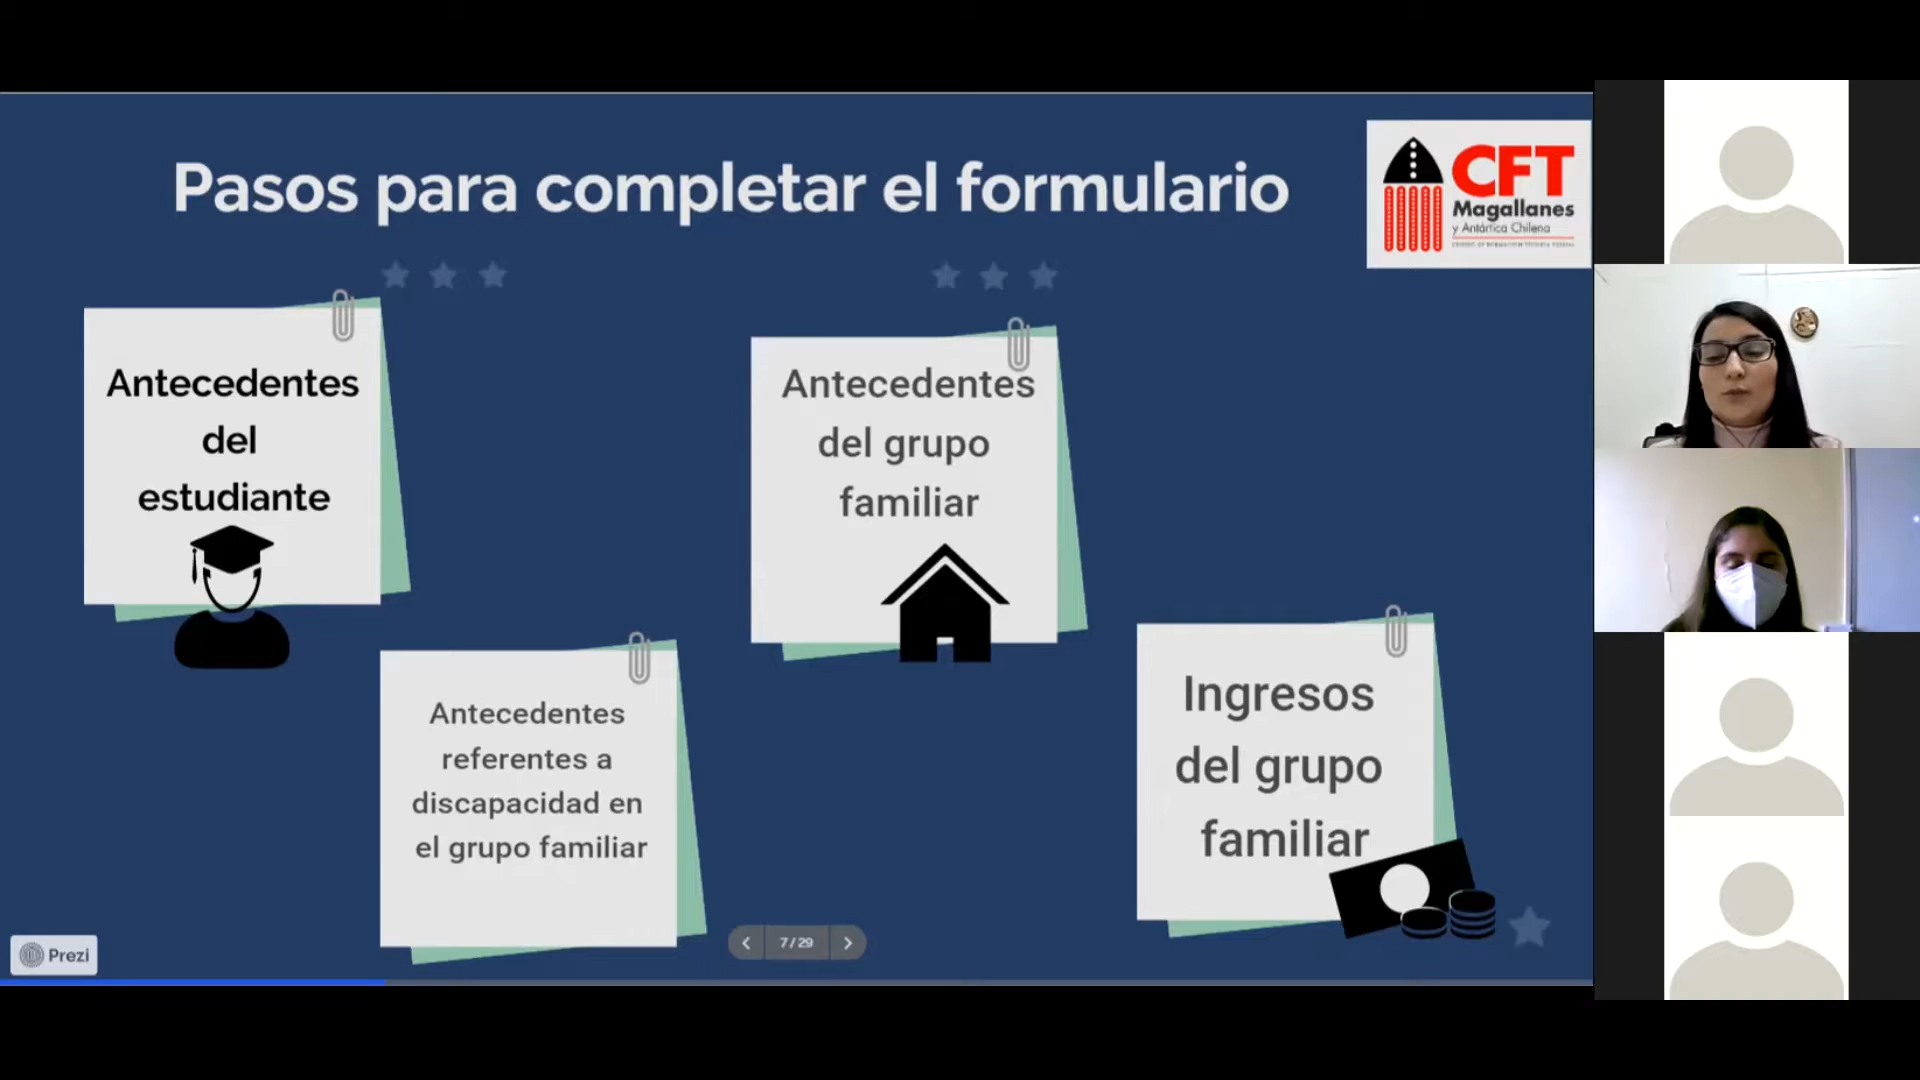 Pasos para completar el formulario
CFT
Magallanes
y Antártica Chilena
Antecedentes
del
estudiante
Antecedentes
referentes a
discapacidad en
el grupo familiar
Antecedentes
del grupo
familiar
Ingresos
del grupo
familiar
7 / 29
Prezi